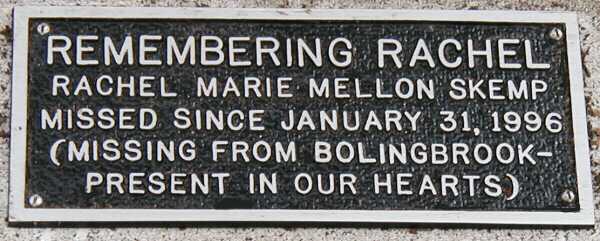 REMEMBERING RACHEL
RACHEL MARIE MELLON SKEMP
MISSED SINCE JANUARY 31, 1996
(MISSING FROM BOLINGBROOK-
PRESENT IN OUR HEARTS)